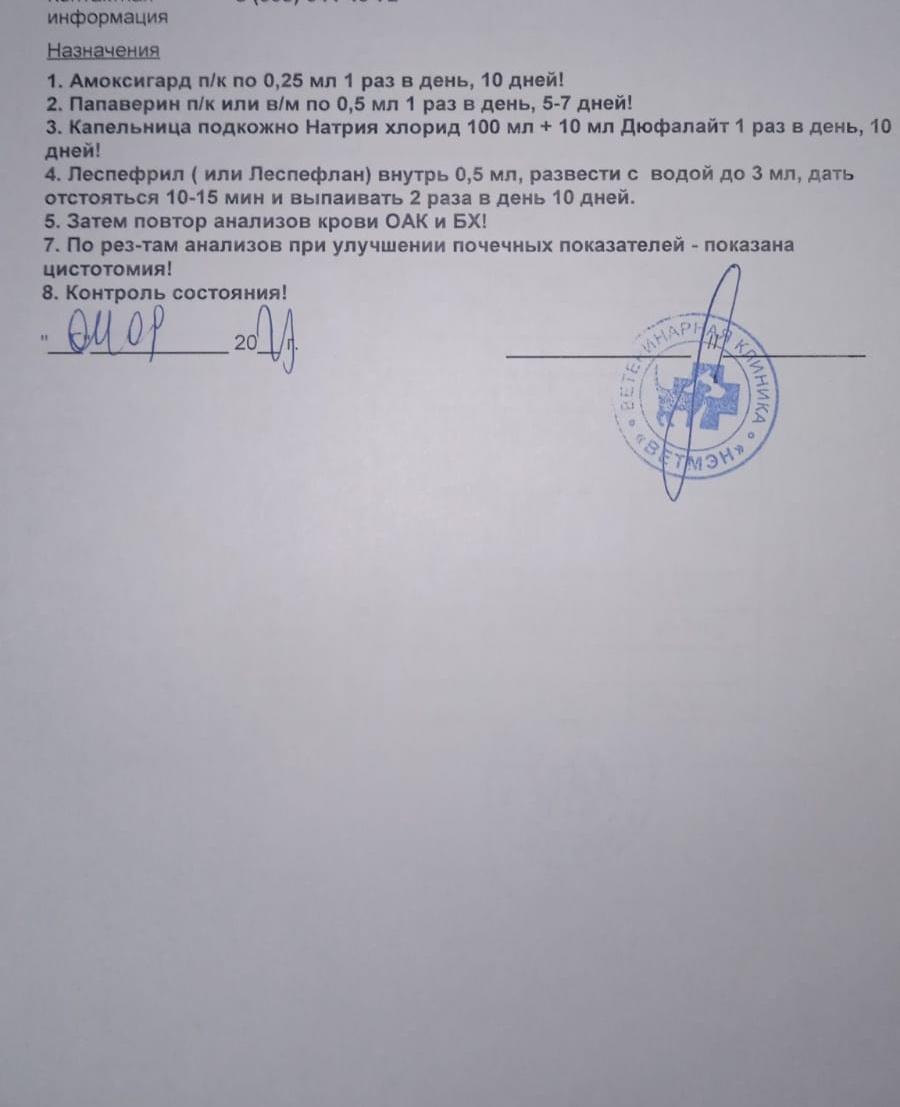 информация
Назначения
1. Амоксигард п/к по 0,25 мл 1 раз в день, 10 дней!
2. Папаверин п/к или в/м по 0,5 мл 1 раз в день, 5-7 дней!
3. Капельница подкожно Натрия хлорид 100 мл + 10 мл Дюфалайт 1 раз в день, 10
дней!
4. Леспефрил ( или Леспефлан) внутрь 0,5 мл, развести с водой до 3 мл, дать
отстояться 10-15 мин и выпаивать 2 раза в день 10 дней.
5. Затем повтор анализов крови ОАК и БХ!
7. По рез-там анализов при улучшении почечных показателей - показана
цистотомия!
8. Контроль состояния!
20 г.
ВЕТЕРИНАРНАЯ КЛИНИКА
«ВЕТМЭН»